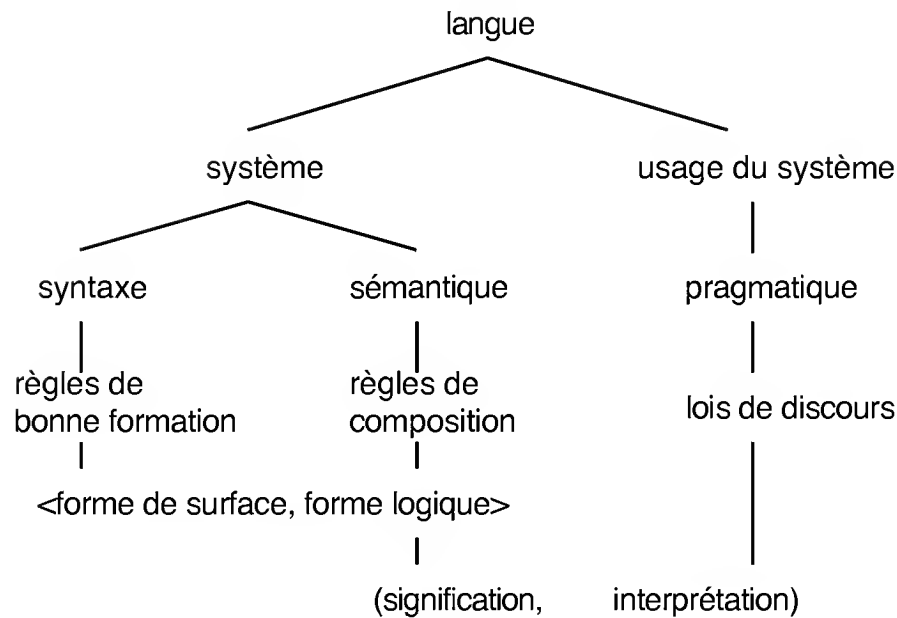 langue
système usage du système
syntaxe sémantique pragmatique
règles de
bonne formation
règles de
composition
lois de discours
<forme de surface, forme logique>
(signification, interprétation)